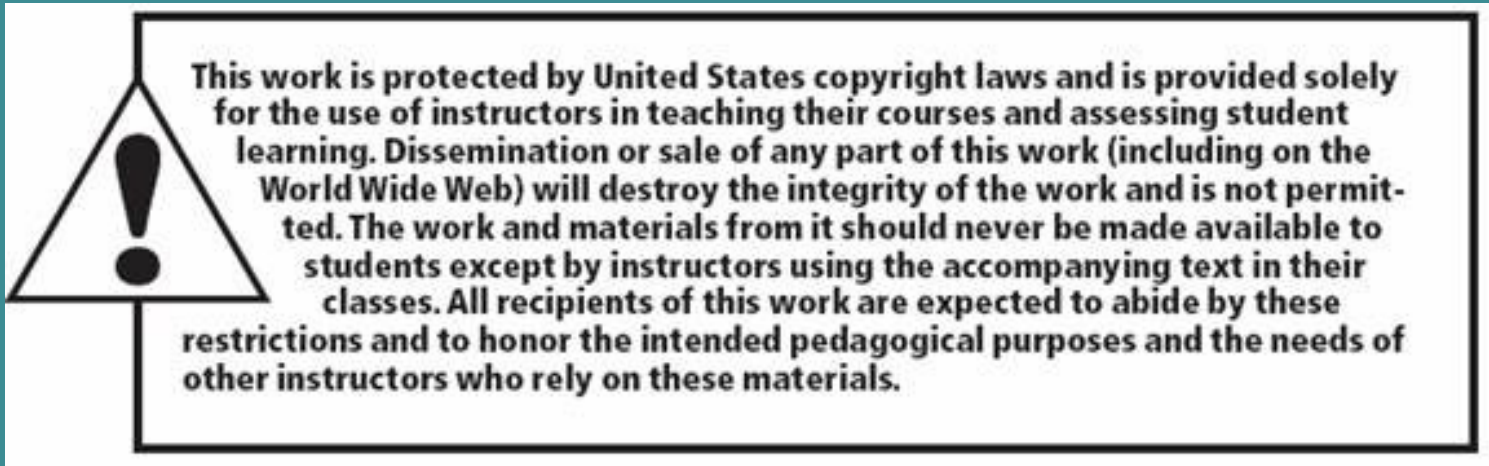 This work is protected by United States copyright laws and is provided solely
for the use of instructors in teaching their courses and assessing student
learning. Dissemination or sale of any part of this work (including on the
World Wide Web) will destroy the integrity of the work and is not permit-
ted. The work and materials from it should never be made available to
students except by instructors using the accompanying text in their
classes. All recipients of this work are expected to abide by these
restrictions and to honor the intended pedagogical purposes and the needs of
other instructors who rely on these materials.